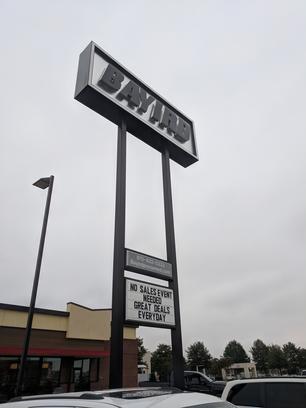 BAYIRD
NO SALES EVENT
NEEDED
GREAT DEALS
EVERYDAY